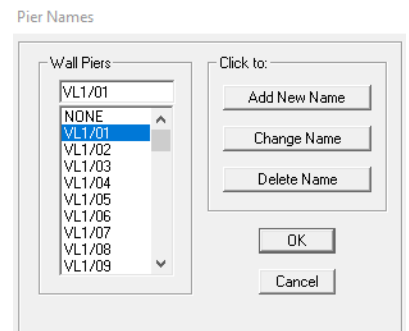 Pier Names
Wall Piers
VL1/01
NONE
VL1/01
VL1/02
VL1/03
VL1/04
VL1/05
VL1/06
VL1/07
VL1/08
VL1/09
Click to:
Add New Name
Change Name
Delete Name
OK
Cancel